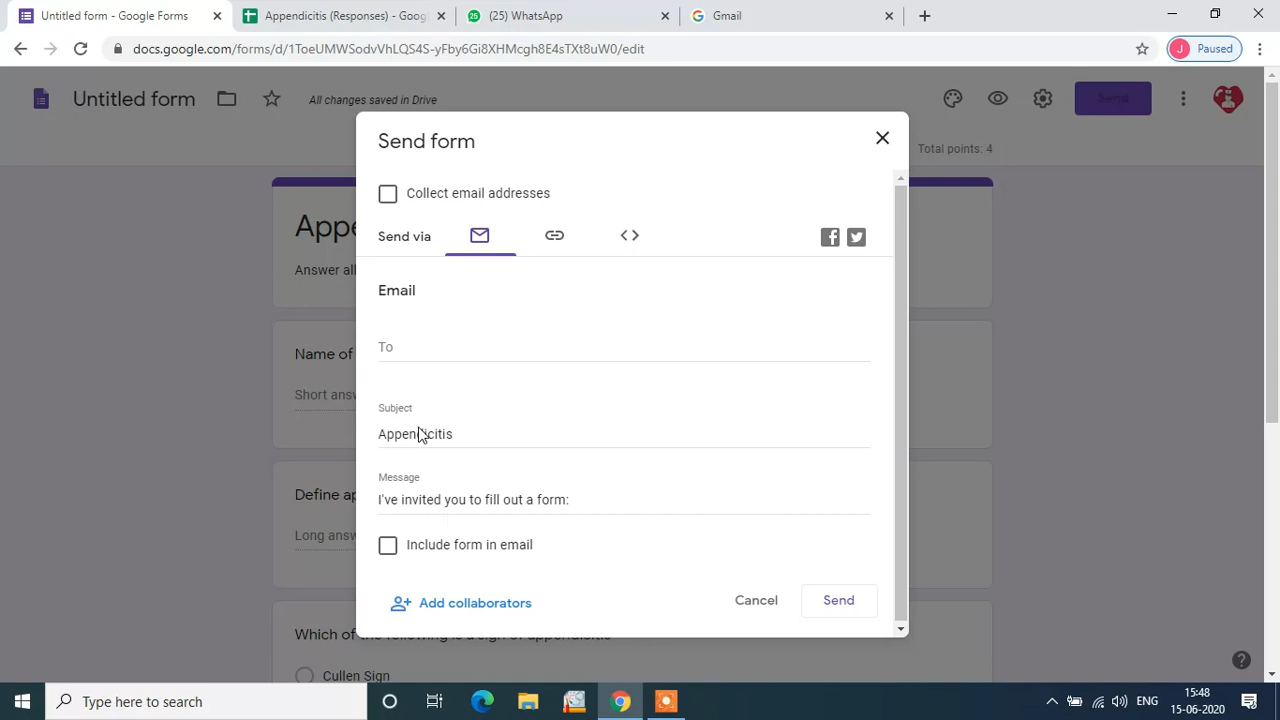 Untitled form - Google Forms
Appendicitis (Responses) - Goog
(25) WhatsApp
Gmail
docs.google.com/forms/d/1ToeUMWSodvVhLQS4S-yFby6Gi8XHMcgh8E4sTXt8uW0/edit
J Paused
Untitled form
All changes saved in Drive
Send
Total points: 4
Send form
Collect email addresses
Send via
Appe
Answer all
Email
Name of
To
Short answ
Subject
Appendicitis
Message
Define ap
I've invited you to fill out a form:
Long answ
Include form in email
Add collaborators
Cancel
Send
Which of the following is a sign of appendicitis
Cullen Sign
Type here to search
ENG
15:48
15-06-2020